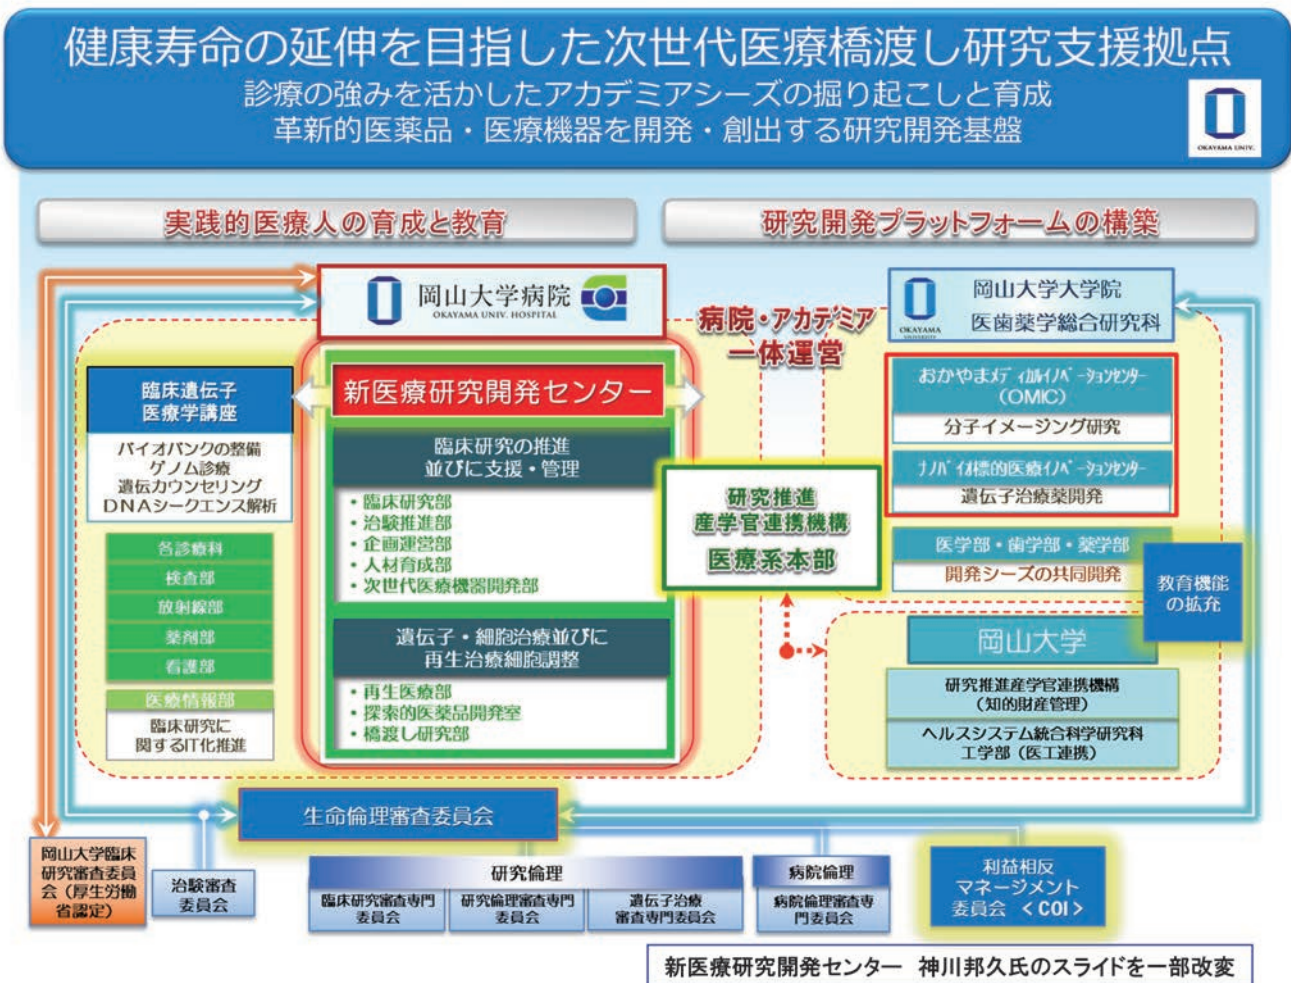 健康寿命の延伸を目指した次世代医療橋渡し研究支援拠点
診療の強みを活かしたアカデミアシーズの掘り起こしと育成
革新的医薬品・医療機器を開発・創出する研究開発基盤
OKAYAMA UNIV.
実践的医療人の育成と教育
研究開発プラットフォームの構築
岡山大学病院
OKAYAMA UNIV. HOSPITAL
病院・アカデミア
一体運営
OKAYAMA
UNIVERSITY
岡山大学大学院
医歯薬学総合研究科
臨床遺伝子
医療学講座
バイオバンクの整備
ゲノム診療
遺伝カウンセリング
DNAシークエンス解析
各診療科
検査部
放射線部
薬剤部
看護部
医療情報部
臨床研究に
関するIT化推進
新医療研究開発センター
臨床研究の推進
並びに支援・管理
・臨床研究部
・治験推進部
・企画運営部
・人材育成部
・次世代医療機器開発部
遺伝子・細胞治療並びに
再生治療細胞調整
・再生医療部
・探索的医薬品開発室
・橋渡し研究部
研究推進
産学官連携機構
医療系本部
おかやまﾒﾃﾞｨｶﾙｲﾉﾍﾞｰｼｮﾝｾﾝﾀｰ
(OMIC)
分子イメージング研究
ﾅﾉﾊﾞｲｵ標的医療ｲﾉﾍﾞｰｼｮﾝｾﾝﾀｰ
遺伝子治療薬開発
医学部・歯学部・薬学部
開発シーズの共同開発
教育機能
の拡充
岡山大学
研究推進産学官連携機構
（知的財産管理）
ヘルスシステム統合科学研究科
工学部（医工連携）
生命倫理審査委員会
岡山大学臨床
研究審査委員
会（厚生労働
省認定）
治験審査
委員会
研究倫理
臨床研究審査専門
委員会
研究倫理審査専門
委員会
遺伝子治療
審査専門委員会
病院倫理
病院倫理審査専
門委員会
利益相反
マネージメント
委員会 ＜COI＞
新医療研究開発センター 神川邦久氏のスライドを一部改変